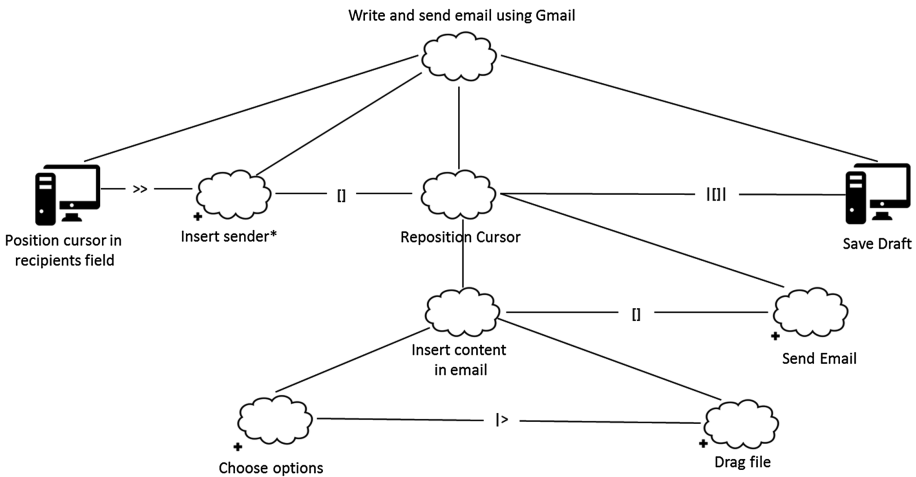 Write and send email using Gmail
>>
[]
|[]|
Position cursor in
recipients field
+
Insert sender*
Reposition Cursor
Save Draft
[]
+
Insert content
in email
Send Email
|>
+
Choose options
+
Drag file